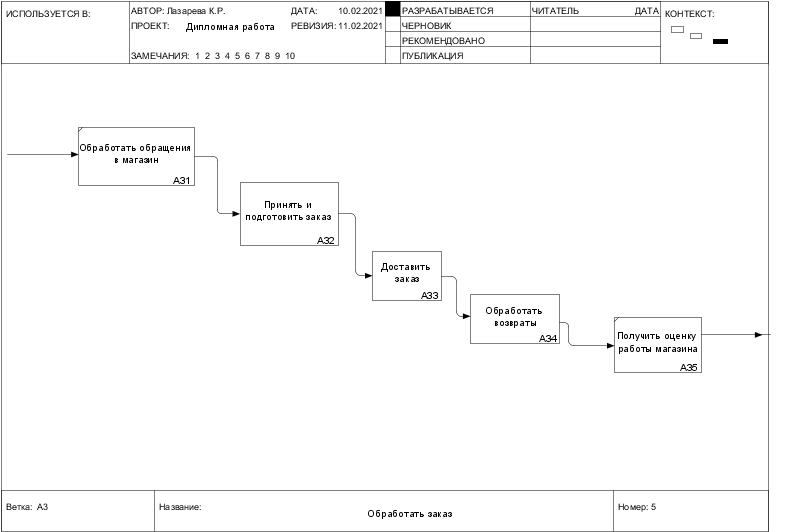 ИСПОЛЬЗУЕТСЯ В:
АВТОР: Лазарева К.Р.
ДАТА: 10.02.2021
РАЗРАБАТЫВАЕТСЯ
ЧИТАТЕЛЬ
ДАТА
КОНТЕКСТ:
ПРОЕКТ: Дипломная работа
РЕВИЗИЯ: 11.02.2021
ЧЕРНОВИК
РЕКОМЕНДОВАНО
ЗАМЕЧАНИЯ: 1 2 3 4 5 6 7 8 9 10
ПУБЛИКАЦИЯ
Обработать обращения
в магазин
A31
Принять и
подготовить заказ
A32
Доставить
заказ
A33
Обработать
возвраты
A34
Получить оценку
работы магазина
A35
Ветка: A3
Название:
Обработать заказ
Номер: 5